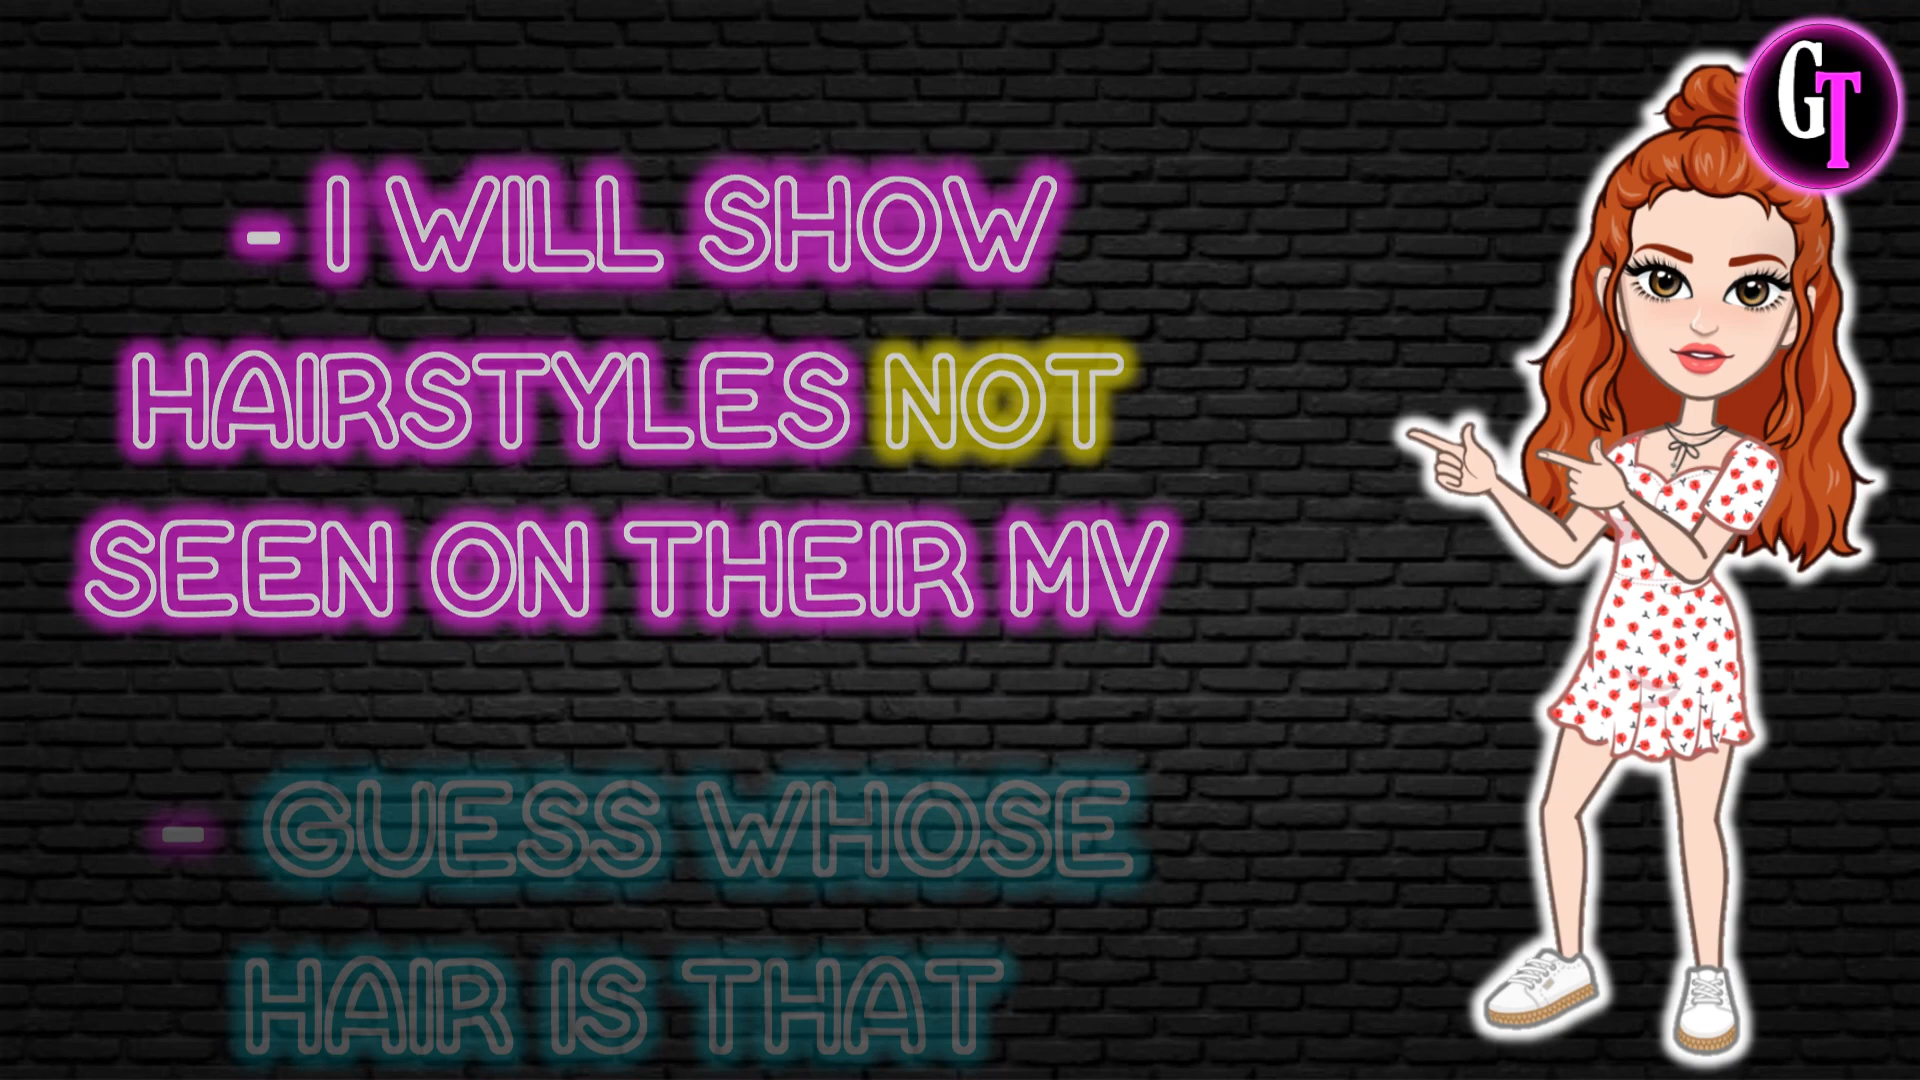 GT
- I WILL SHOW
HAIRSTYLES NOT
SEEN ON THEIR MV
- GUESS WHOSE
HAIR IS THAT